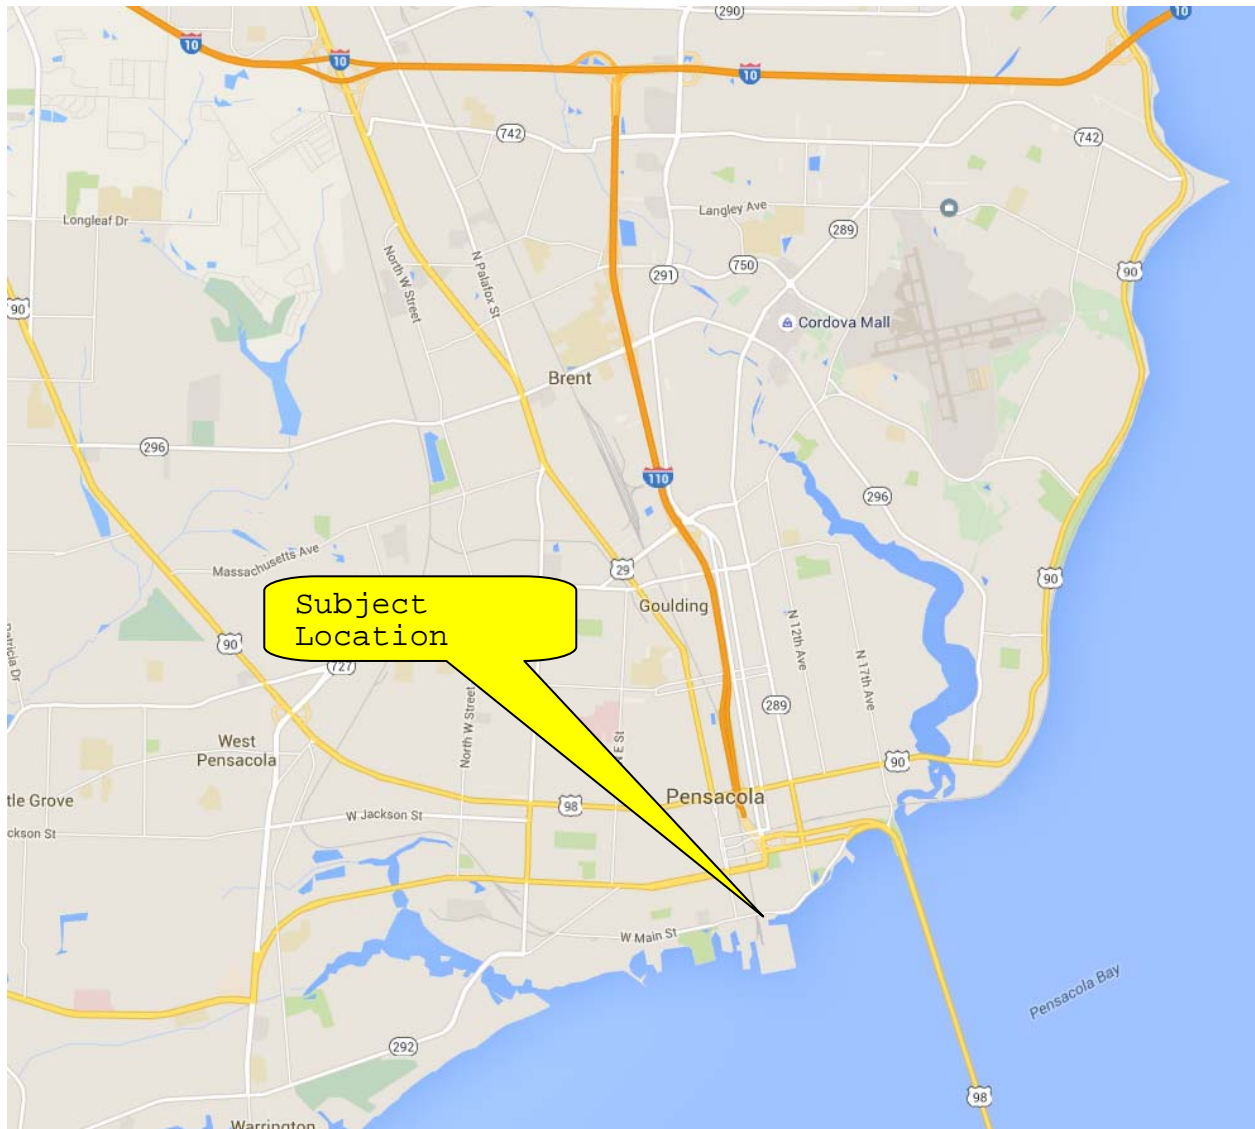 290
10
10
10
10
742
742
Longleaf Dr
Langley Ave
289
North W Street
N Palafox St
291
750
90
90
Cordova Mall
Brent
296
110
296
Massachusetts Ave
29
90
Subject
Location
Goulding
N 12th Ave
90
Patricia Dr
727
N 17th Ave
North W Street
289
West
Pensacola
N E St
90
tle Grove
98
Pensacola
W Jackson St
ckson St
W Main St
Pensacola Bay
292
98
Warrington